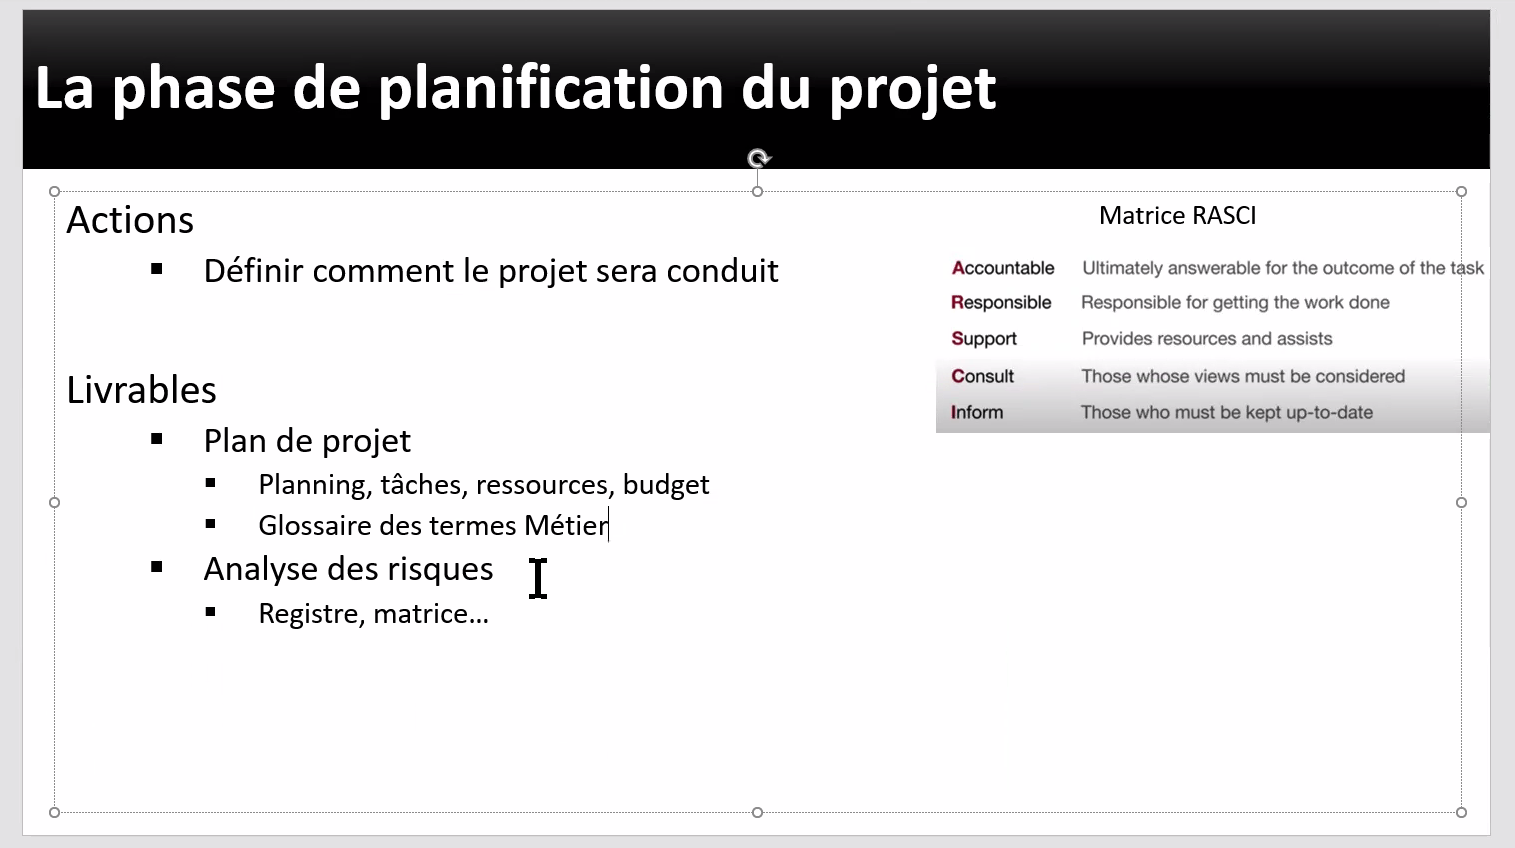 La phase de planification du projet
Actions
▪ Définir comment le projet sera conduit
Livrables
▪ Plan de projet
▪ Planning, tâches, ressources, budget
▪ Glossaire des termes Métier
▪ Analyse des risques
▪ Registre, matrice…
Matrice RASCI
Accountable Ultimately answerable for the outcome of the task
Responsible Responsible for getting the work done
Support Provides resources and assists
Consult Those whose views must be considered
Inform Those who must be kept up-to-date